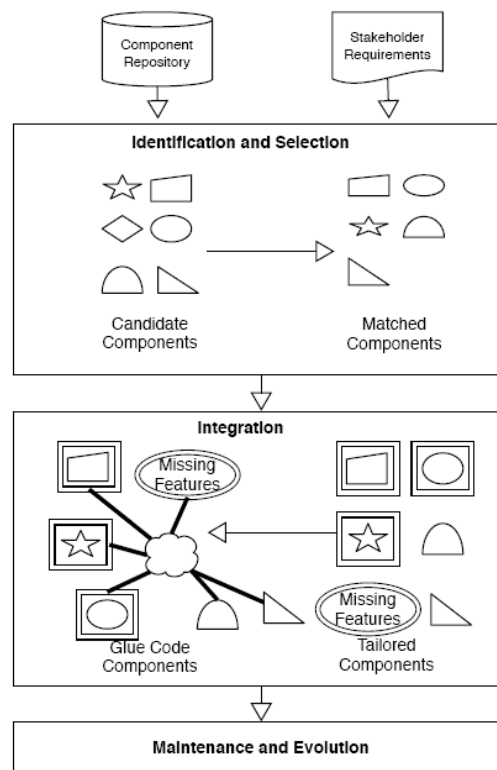 Component
Repository
Stakeholder
Requirements
Identification and Selection
Candidate
Components
Matched
Components
Integration
Missing
Features
Glue Code
Components
Missing
Features
Tailored
Components
Maintenance and Evolution